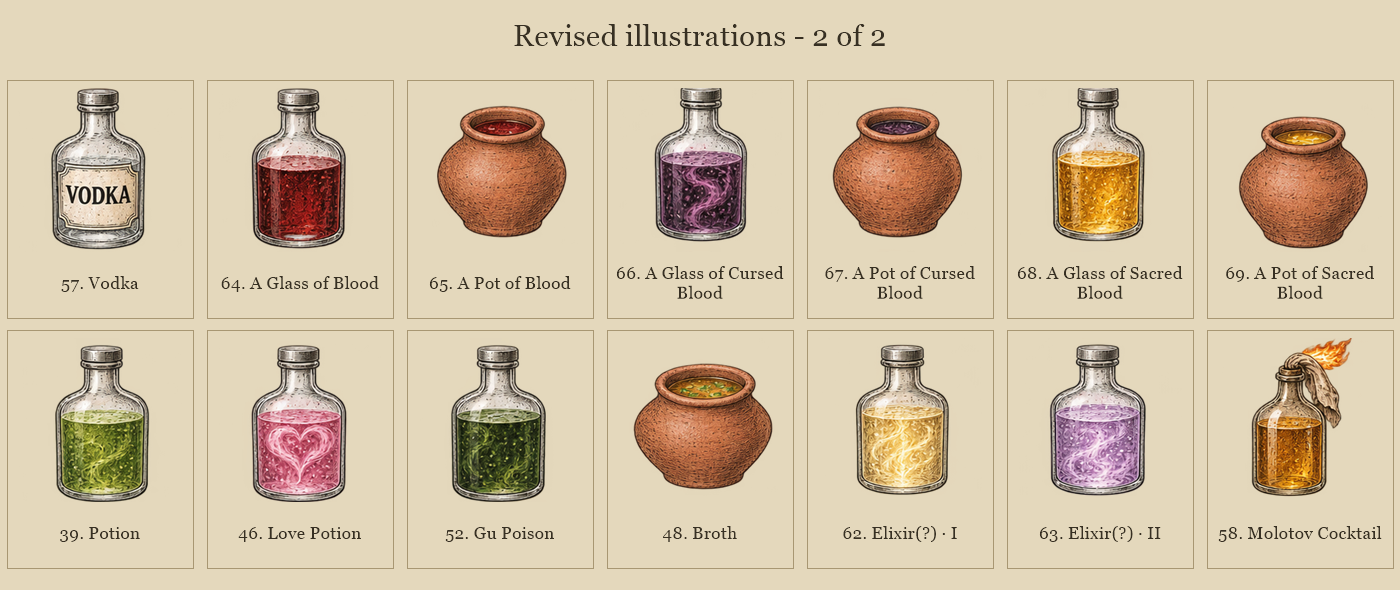 Revised illustrations - 2 of 2
VODKA
57. Vodka
64. A Glass of Blood
65. A Pot of Blood
66. A Glass of Cursed
Blood
67. A Pot of Cursed
Blood
68. A Glass of Sacred
Blood
69. A Pot of Sacred
Blood
39. Potion
46. Love Potion
52. Gu Poison
48. Broth
62. Elixir(?) · I
63. Elixir(?) · II
58. Molotov Cocktail